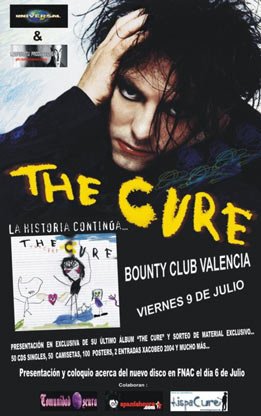 UNIVERSAL
&
THE CURE
LA HISTORIA CONTINÚA...
THE CURE
BOUNTY CLUB VALENCIA
VIERNES 9 DE JULIO
PRESENTACIÓN EN EXCLUSIVA DE SU ÚLTIMO ÁLBUM "THE CURE" Y SORTEO DE MATERIAL EXCLUSIVO...
50 CDS SINGLES, 50 CAMISETAS, 100 POSTERS, 2 ENTRADAS XACOBEO 2004 Y MUCHO MÁS...
Presentación y coloquio acerca del nuevo disco en FNAC el día 6 de Julio
Colaboran :
Comunidad Oscura
HispaCure